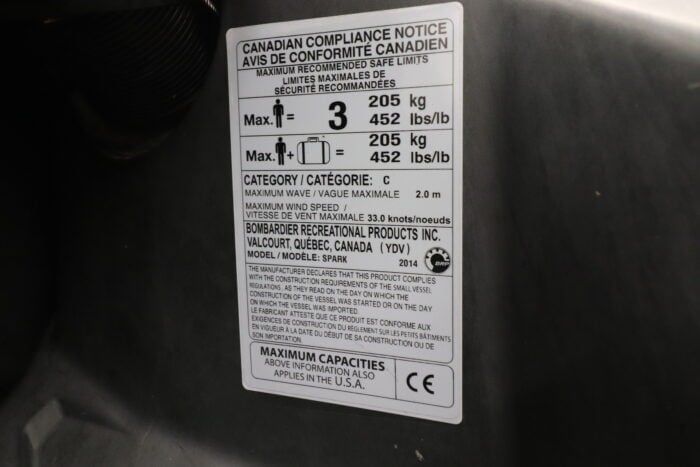 CANADIAN COMPLIANCE NOTICE
AVIS DE CONFORMITÉ CANADIEN
MAXIMUM RECOMMENDED SAFE LIMITS
LIMITES MAXIMALES DE
SÉCURITÉ RECOMMANDÉES
Max. = 3 205 kg
452 lbs/lb
Max. + = 205 kg
452 lbs/lb
CATEGORY / CATÉGORIE: C
MAXIMUM WAVE / VAGUE MAXIMALE 2.0 m
MAXIMUM WIND SPEED /
VITESSE DE VENT MAXIMALE 33.0 knots/noeuds
BOMBARDIER RECREATIONAL PRODUCTS INC.
VALCOURT, QUÉBEC, CANADA (YDV)
MODEL / MODÈLE: SPARK 2014
BRP
THE MANUFACTURER DECLARES THAT THIS PRODUCT COMPLIES
WITH THE CONSTRUCTION REQUIREMENTS OF THE SMALL VESSEL
REGULATIONS, AS THEY READ ON THE DAY ON WHICH THE
CONSTRUCTION OF THE VESSEL WAS STARTED OR ON THE DAY
ON WHICH THE VESSEL WAS IMPORTED.
LE FABRICANT ATTESTE QUE CE PRODUIT EST CONFORME AUX
EXIGENCES DE CONSTRUCTION DU RÈGLEMENT SUR LES PETITS BÂTIMENTS
EN VIGUEUR À LA DATE DU DÉBUT DE SA CONSTRUCTION OU DE
SON IMPORTATION.
MAXIMUM CAPACITIES
ABOVE INFORMATION ALSO
APPLIES IN THE U.S.A.
CE